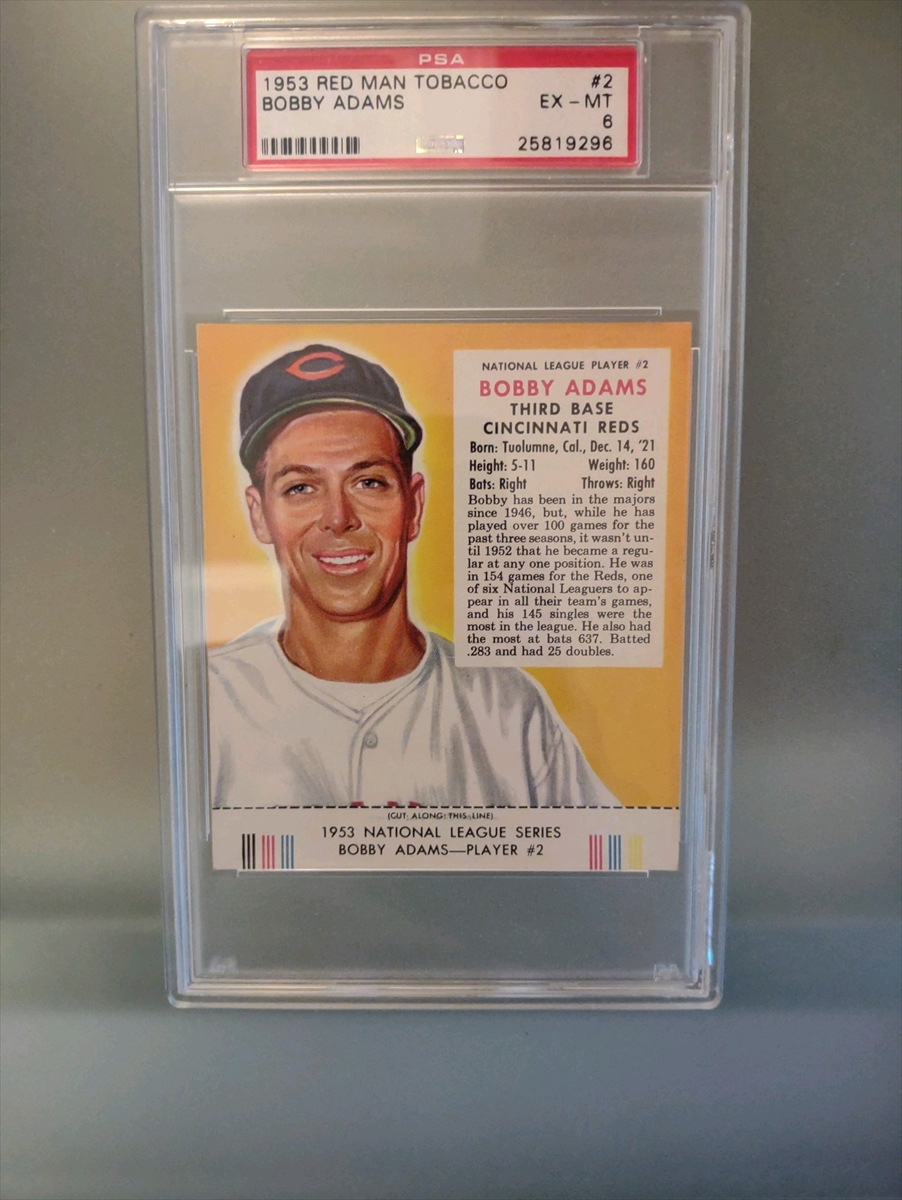 PSA
1953 RED MAN TOBACCO #2
BOBBY ADAMS EX - MT
6
25819296
C
NATIONAL LEAGUE PLAYER #2
BOBBY ADAMS
THIRD BASE
CINCINNATI REDS
Born: Tuolumne, Cal., Dec. 14, '21
Height: 5-11 Weight: 160
Bats: Right Throws: Right
Bobby has been in the majors
since 1946, but, while he has
played over 100 games for the
past three seasons, it wasn't un-
til 1952 that he became a regu-
lar at any one position. He was
in 154 games for the Reds, one
of six National Leaguers to ap-
pear in all their team's games,
and his 145 singles were the
most in the league. He also had
the most at bats 637. Batted
.283 and had 25 doubles.
(CUT ALONG THIS LINE)
1953 NATIONAL LEAGUE SERIES
BOBBY ADAMS—PLAYER #2